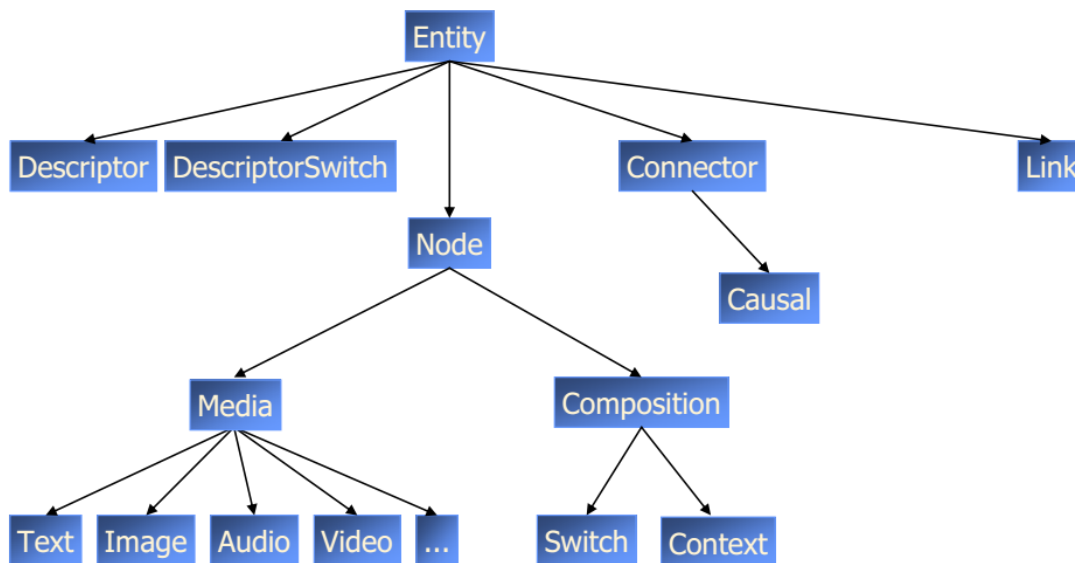 Entity
Descriptor
DescriptorSwitch
Connector
Link
Node
Causal
Media
Composition
Text
Image
Audio
Video
...
Switch
Context